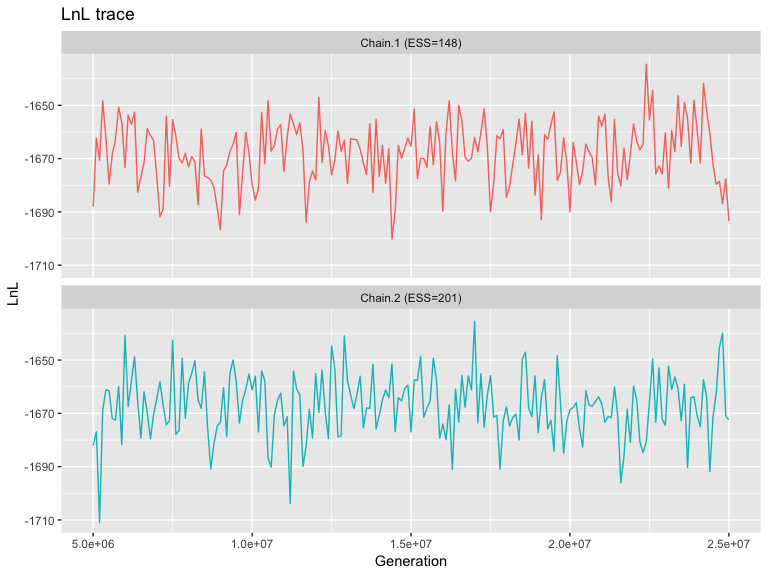 LnL trace
Chain.1 (ESS=148)
-1650
-1670
-1690
-1710
LnL
Chain.2 (ESS=201)
-1650
-1670
-1690
-1710
5.0e+06 1.0e+07 1.5e+07 2.0e+07 2.5e+07
Generation